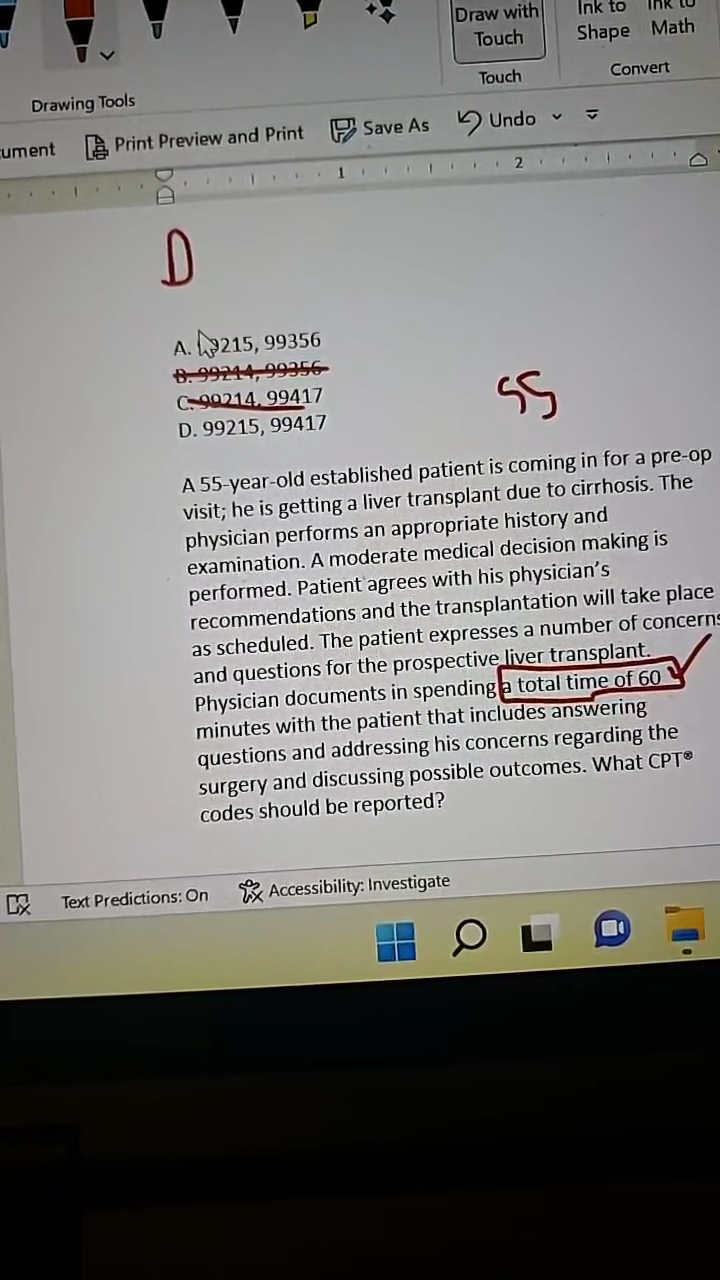 Draw with
Touch
Ink to
Shape
Ink to
Math
Touch
Convert
Drawing Tools
Print Preview and Print
Save As
Undo
1
2
D
A. 215, 99356
B. 99214, 99356
C. 99214, 99417
D. 99215, 99417
55
A 55-year-old established patient is coming in for a pre-op
visit; he is getting a liver transplant due to cirrhosis. The
physician performs an appropriate history and
examination. A moderate medical decision making is
performed. Patient agrees with his physician's
recommendations and the transplantation will take place
as scheduled. The patient expresses a number of concerns
and questions for the prospective liver transplant.
Physician documents in spending a total time of 60
minutes with the patient that includes answering
questions and addressing his concerns regarding the
surgery and discussing possible outcomes. What CPT®
codes should be reported?
Text Predictions: On
Accessibility: Investigate